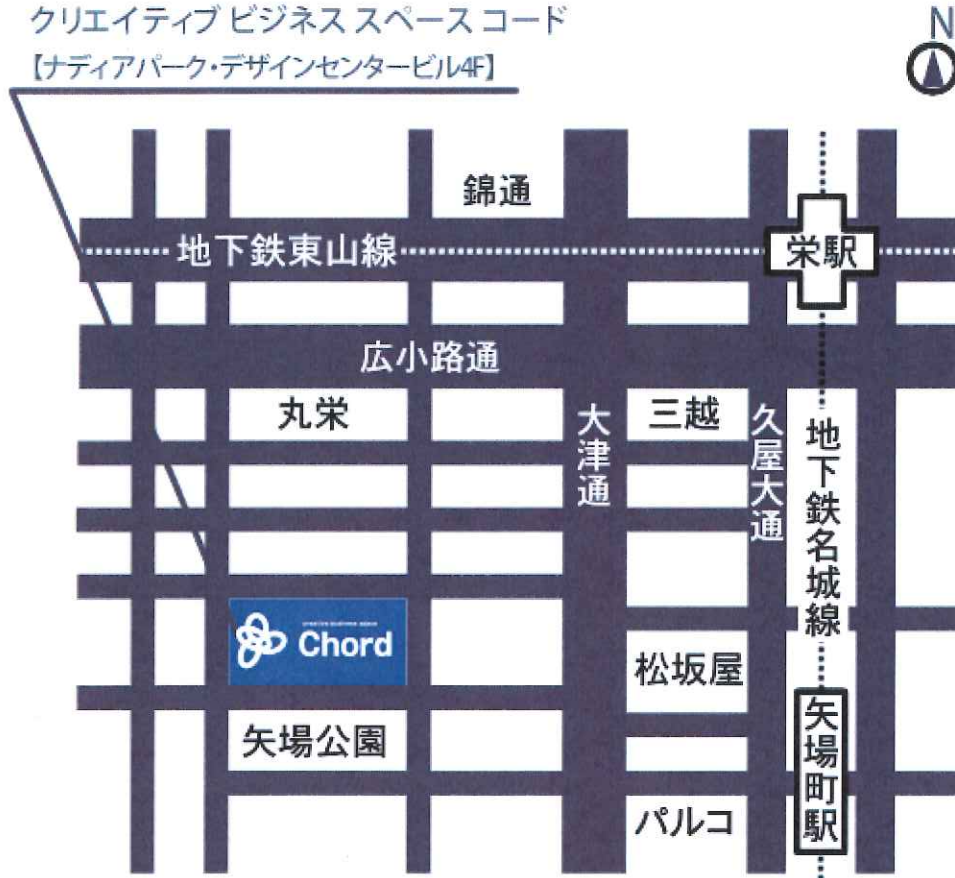 クリエイティブ ビジネス スペース コード
【ナディアパーク・デザインセンタービル4F】
N
錦通
地下鉄東山線
栄駅
広小路通
丸栄
三越
大津通
久屋大通
地下鉄名城線
creative business space
Chord
松坂屋
矢場公園
矢場町駅
パルコ